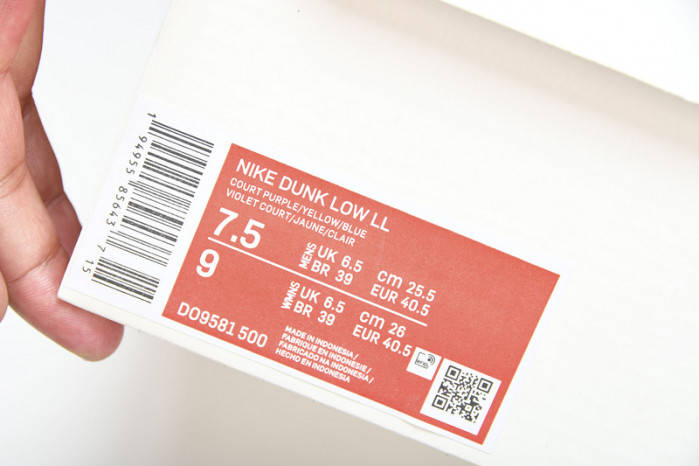 1 94955 85643 7 15
NIKE DUNK LOW LL
COURT PURPLE/YELLOW/BLUE
VIOLET COURT/JAUNE/CLAIR
7.5
MENS
UK 6.5
BR 39
cm 25.5
EUR 40.5
9
WMNS
UK 6.5
BR 39
cm 26
EUR 40.5
DO9581 500
MADE IN INDONESIA/
FABRIQUE EN INDONESIE/
FABRICADO NA INDONESIA/
HECHO EN INDONESIA